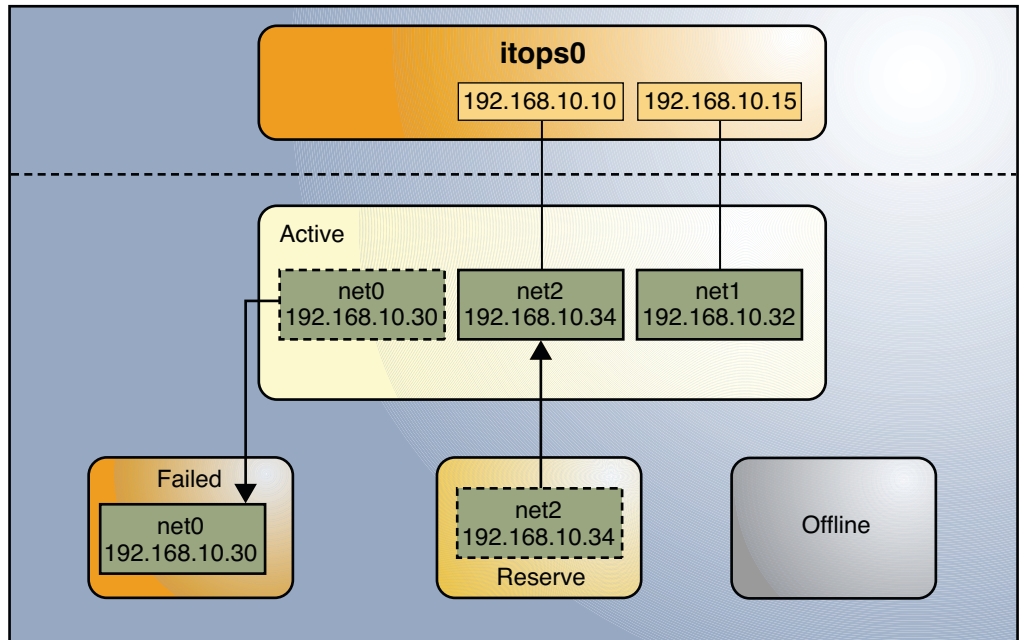 itops0
192.168.10.10
192.168.10.15
Active
net0
192.168.10.30
net2
192.168.10.34
net1
192.168.10.32
Failed
net0
192.168.10.30
net2
192.168.10.34
Reserve
Offline